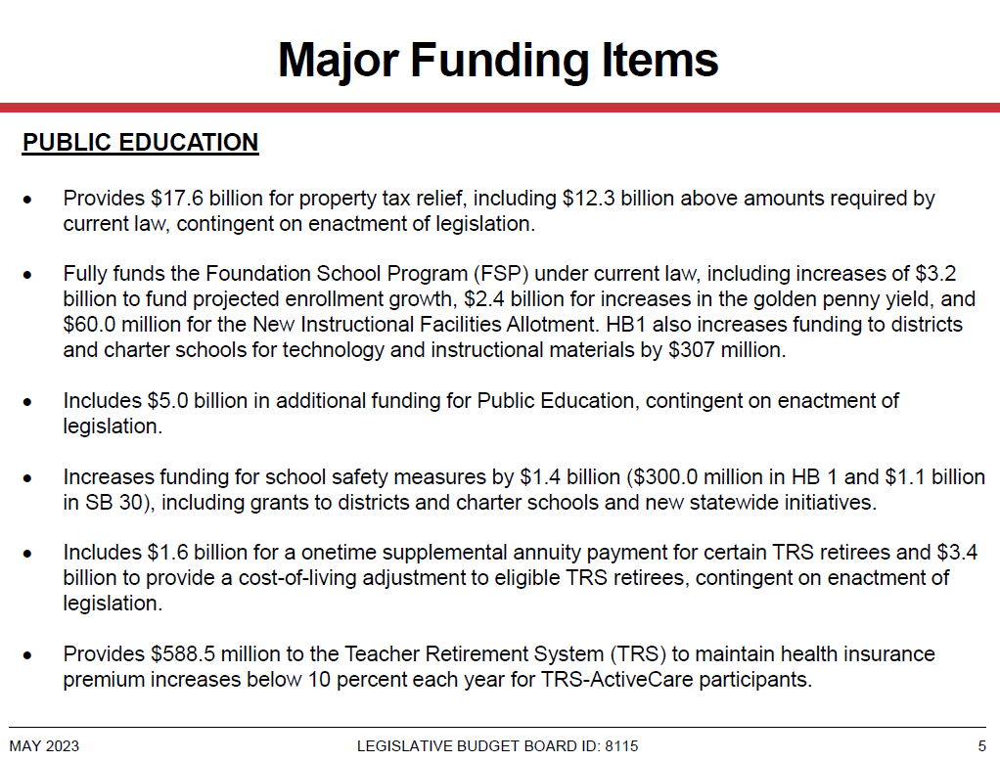 Major Funding Items
PUBLIC EDUCATION
• Provides $17.6 billion for property tax relief, including $12.3 billion above amounts required by
current law, contingent on enactment of legislation.
• Fully funds the Foundation School Program (FSP) under current law, including increases of $3.2
billion to fund projected enrollment growth, $2.4 billion for increases in the golden penny yield, and
$60.0 million for the New Instructional Facilities Allotment. HB1 also increases funding to districts
and charter schools for technology and instructional materials by $307 million.
• Includes $5.0 billion in additional funding for Public Education, contingent on enactment of
legislation.
• Increases funding for school safety measures by $1.4 billion ($300.0 million in HB 1 and $1.1 billion
in SB 30), including grants to districts and charter schools and new statewide initiatives.
• Includes $1.6 billion for a onetime supplemental annuity payment for certain TRS retirees and $3.4
billion to provide a cost-of-living adjustment to eligible TRS retirees, contingent on enactment of
legislation.
• Provides $588.5 million to the Teacher Retirement System (TRS) to maintain health insurance
premium increases below 10 percent each year for TRS-ActiveCare participants.
MAY 2023 LEGISLATIVE BUDGET BOARD ID: 8115 5